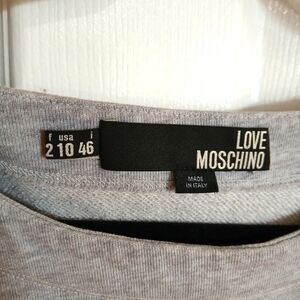 f usa i
2 10 46
LOVE
MOSCHINO
MADE
IN ITALY